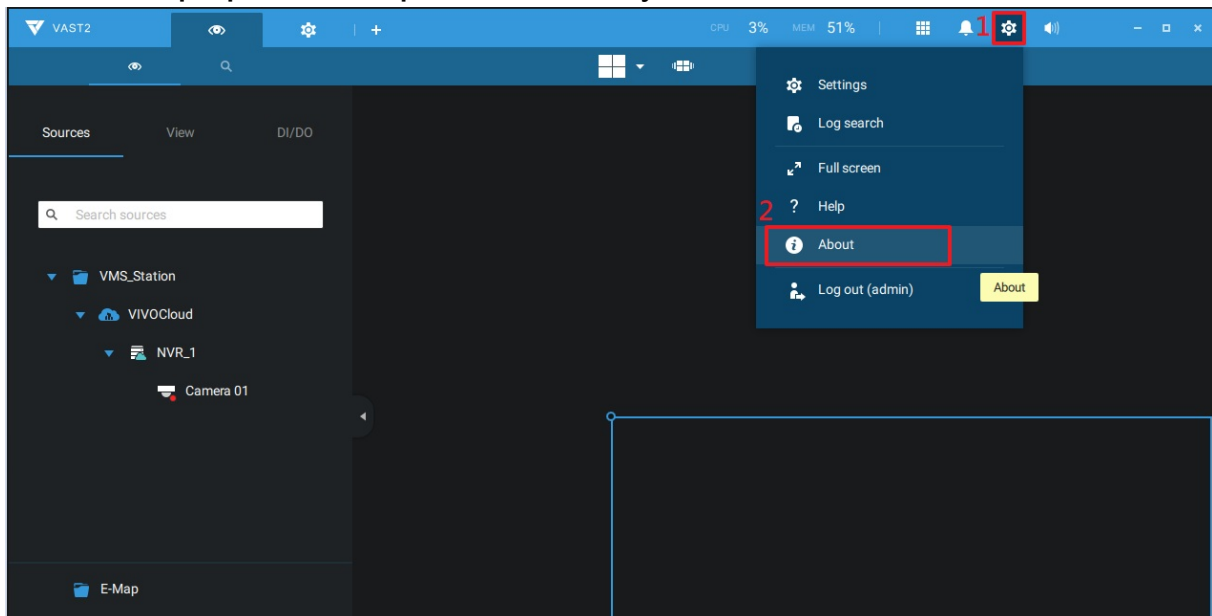 VAST2
+
CPU 3% MEM 51%
1
Settings
Log search
Full screen
2
? Help
About
Log out (admin)
About
Sources View DI/DO
Search sources
VMS_Station
VIVOCloud
NVR_1
Camera 01
E-Map